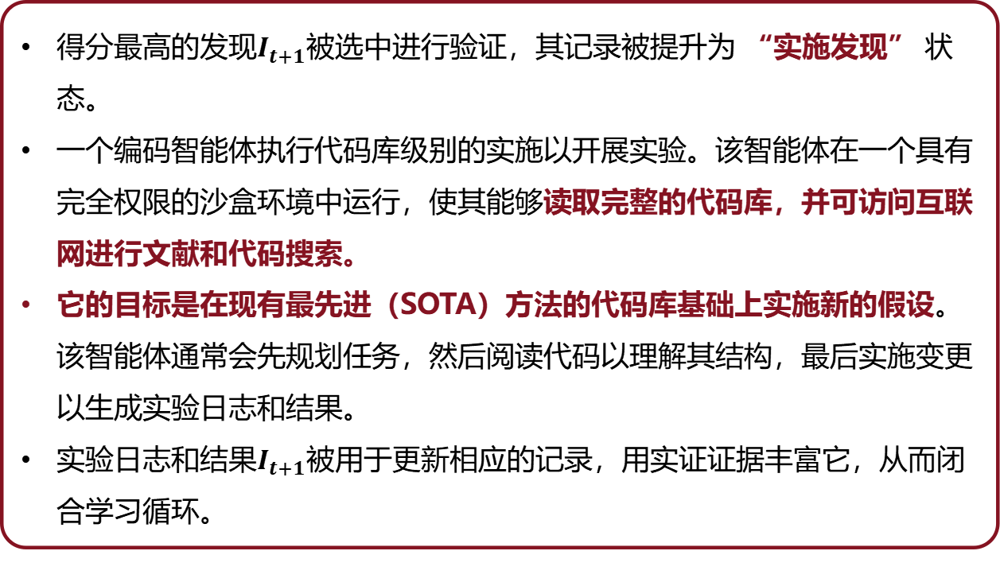 • 得分最高的发现I_{t+1}被选中进行验证，其记录被提升为 “实施发现” 状
态。
• 一个编码智能体执行代码库级别的实施以开展实验。该智能体在一个具有
完全权限的沙盒环境中运行，使其能够读取完整的代码库，并可访问互联
网进行文献和代码搜索。
• 它的目标是在现有最先进（SOTA）方法的代码库基础上实施新的假设。
该智能体通常会先规划任务，然后阅读代码以理解其结构，最后实施变更
以生成实验日志和结果。
• 实验日志和结果I_{t+1}被用于更新相应的记录，用实证证据丰富它，从而闭
合学习循环。